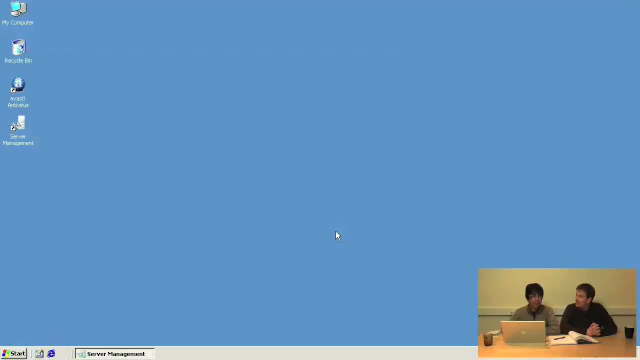 My Computer
Recycle Bin
avast!
Antivirus
Server
Management
Start
Server Management